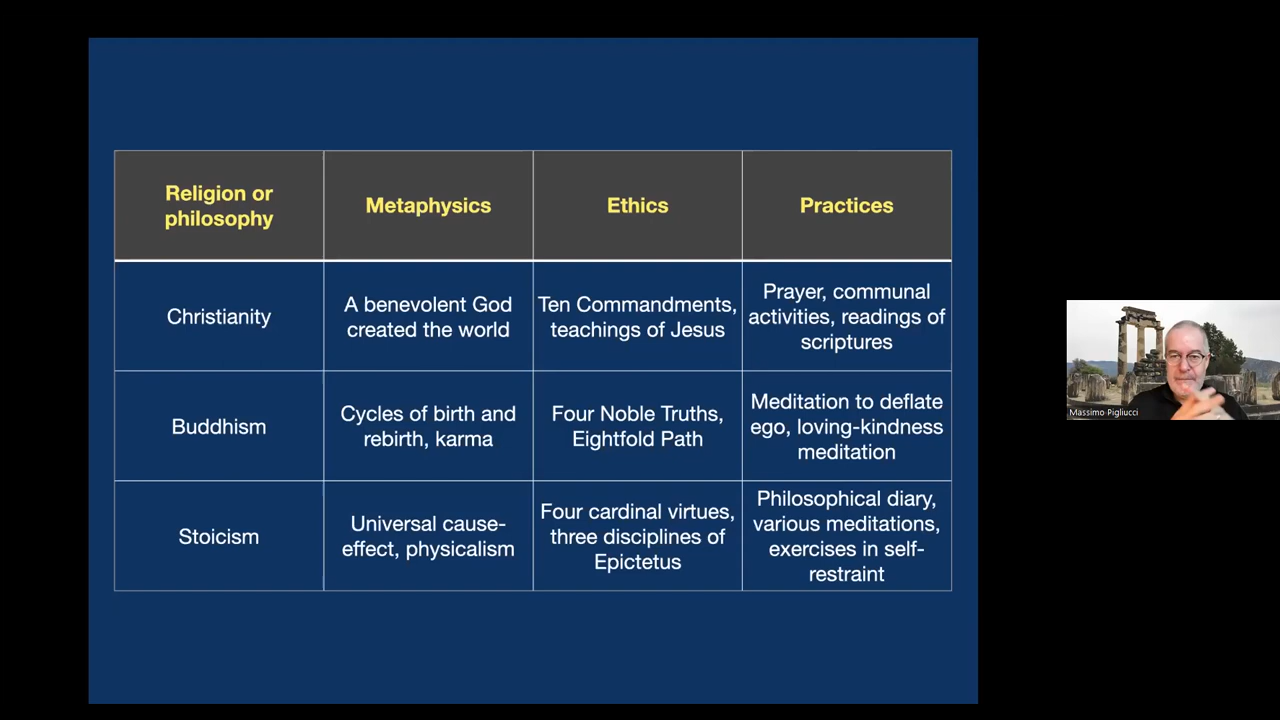 Religion or
philosophy
Metaphysics
Ethics
Practices
Christianity
A benevolent God
created the world
Ten Commandments,
teachings of Jesus
Prayer, communal
activities, readings of
scriptures
Buddhism
Cycles of birth and
rebirth, karma
Four Noble Truths,
Eightfold Path
Meditation to deflate
ego, loving-kindness
meditation
Stoicism
Universal cause-
effect, physicalism
Four cardinal virtues,
three disciplines of
Epictetus
Philosophical diary,
various meditations,
exercises in self-
restraint
Massimo Pigliucci